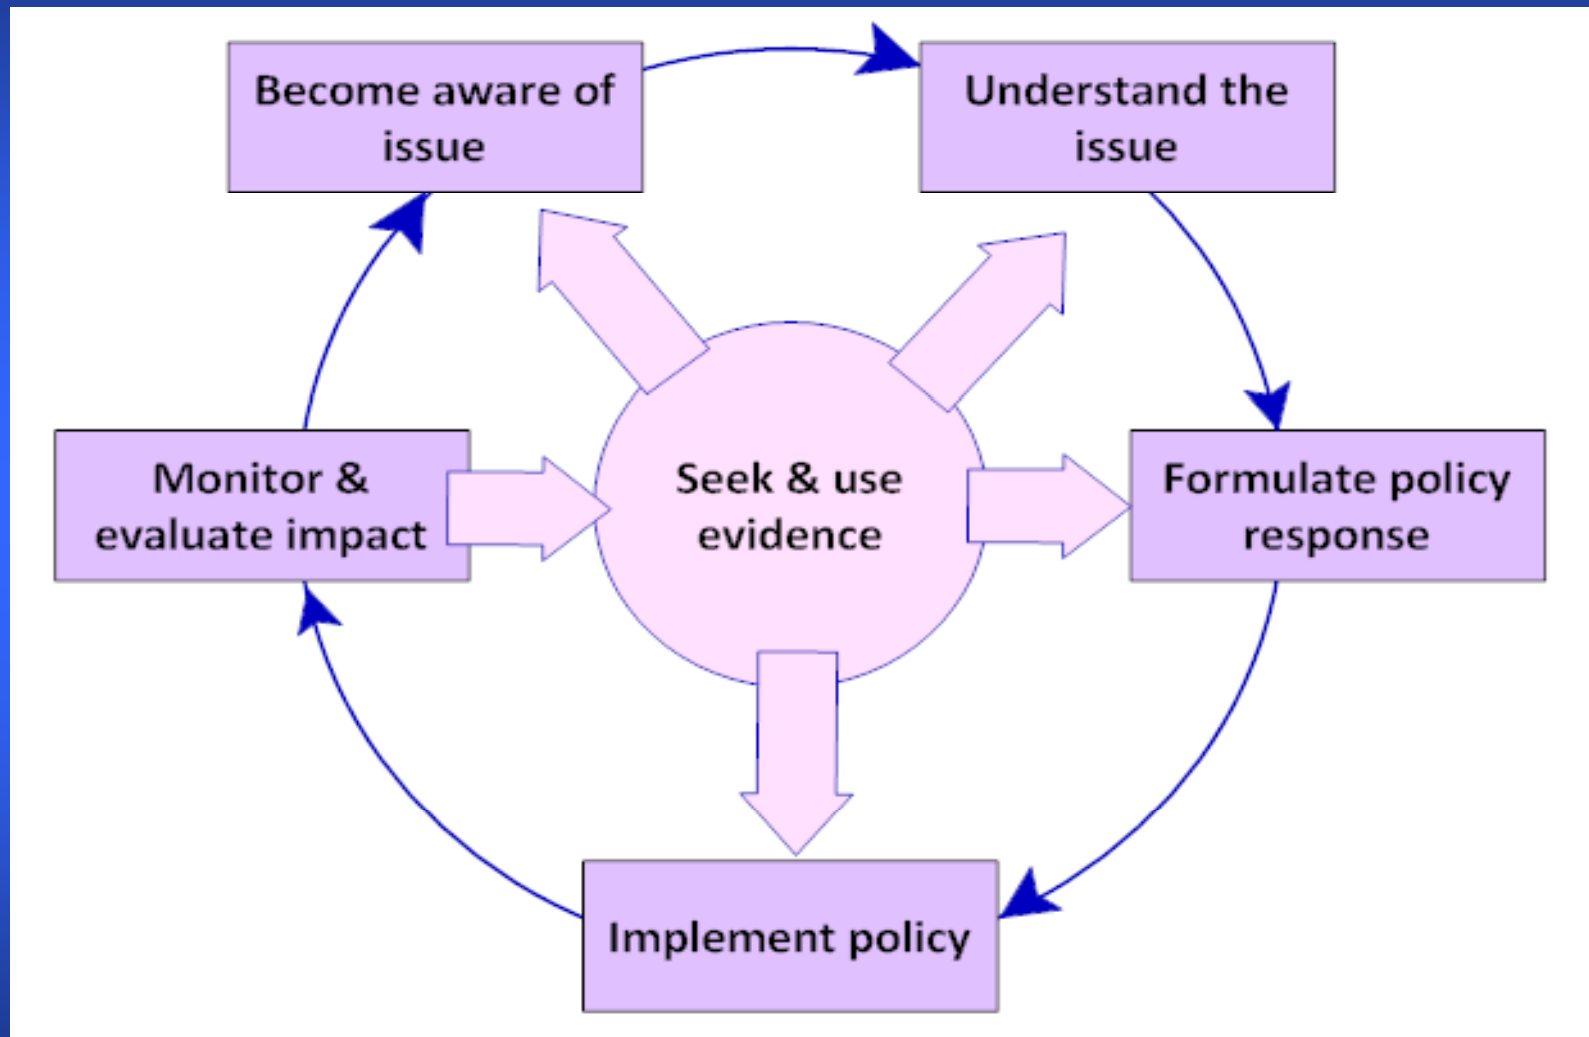 Become aware of
issue
Understand the
issue
Monitor &
evaluate impact
Seek & use
evidence
Formulate policy
response
Implement policy